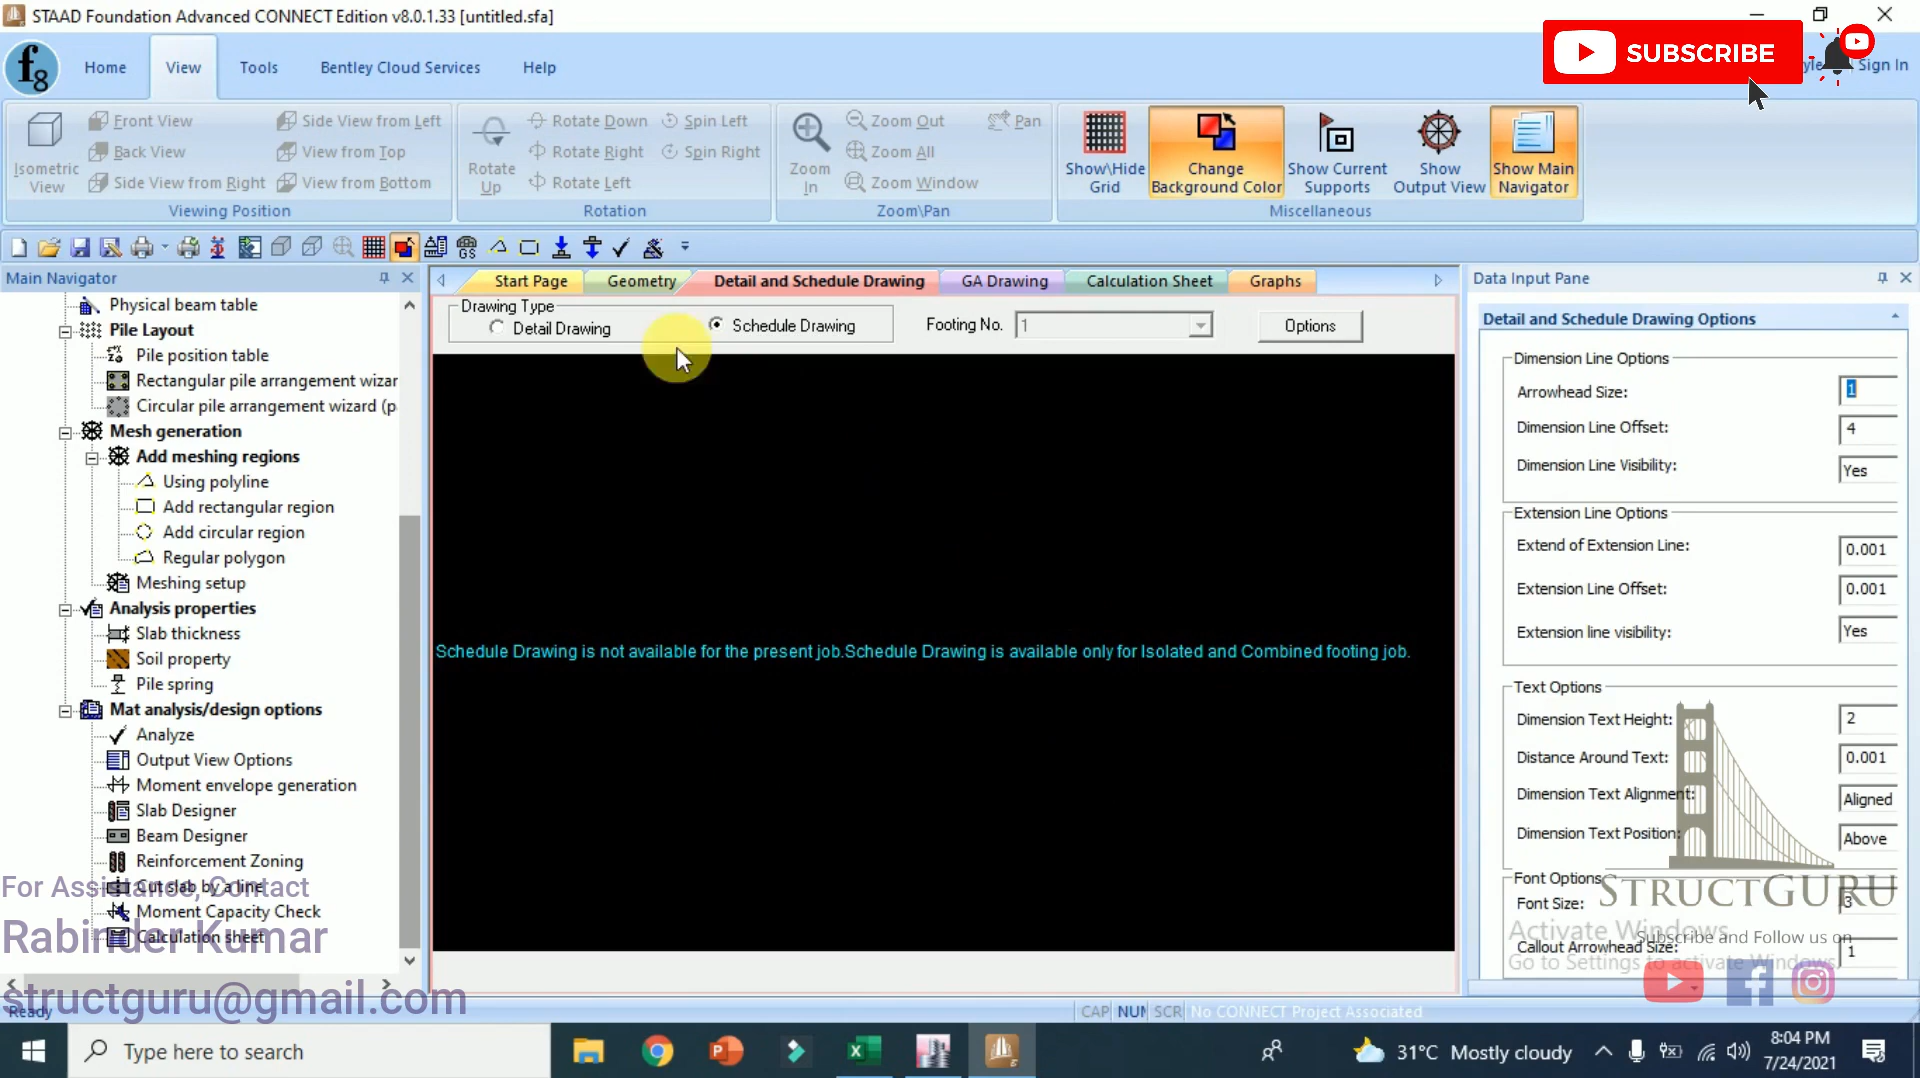 STAAD Foundation Advanced CONNECT Edition v8.0.1.33 [untitled.sfa]
SUBSCRIBE
f8
Home
View
Tools
Bentley Cloud Services
Help
Sign In
Isometric View
Front View
Back View
Side View from Right
Side View from Left
View from Top
View from Bottom
Viewing Position
Rotate Up
Rotate Down
Rotate Right
Rotate Left
Spin Left
Spin Right
Rotation
Zoom In
Zoom Out
Zoom All
Zoom Window
Pan
Zoom\Pan
Show\Hide Grid
Change Background Color
Show Current Supports
Show Output View
Show Main Navigator
Miscellaneous
GS
Main Navigator
Physical beam table
Pile Layout
Pile position table
Rectangular pile arrangement wizar
Circular pile arrangement wizard (p
Mesh generation
Add meshing regions
Using polyline
Add rectangular region
Add circular region
Regular polygon
Meshing setup
Analysis properties
Slab thickness
Soil property
Pile spring
Mat analysis/design options
Analyze
Output View Options
Moment envelope generation
Slab Designer
Beam Designer
Reinforcement Zoning
Cut slab by a line
Moment Capacity Check
Calculation sheet
For Assistance, Contact
Rabinder Kumar
structguru@gmail.com
Start Page
Geometry
Detail and Schedule Drawing
GA Drawing
Calculation Sheet
Graphs
Drawing Type
Detail Drawing
Schedule Drawing
Footing No.
1
Options
Schedule Drawing is not available for the present job.Schedule Drawing is available only for Isolated and Combined footing job.
Data Input Pane
Detail and Schedule Drawing Options
Dimension Line Options
Arrowhead Size: 1
Dimension Line Offset: 4
Dimension Line Visibility: Yes
Extension Line Options
Extend of Extension Line: 0.001
Extension Line Offset: 0.001
Extension line visibility: Yes
Text Options
Dimension Text Height: 2
Distance Around Text: 0.001
Dimension Text Alignment: Aligned
Dimension Text Position: Above
Font Options
Font Size: 3
Callout Arrowhead Size: 1
STRUCTGURU
Subscribe and Follow us on
Activate Windows
Go to Settings to activate Windows.
Ready
CAP NUM SCR No CONNECT Project Associated
Type here to search
31°C Mostly cloudy
8:04 PM
7/24/2021